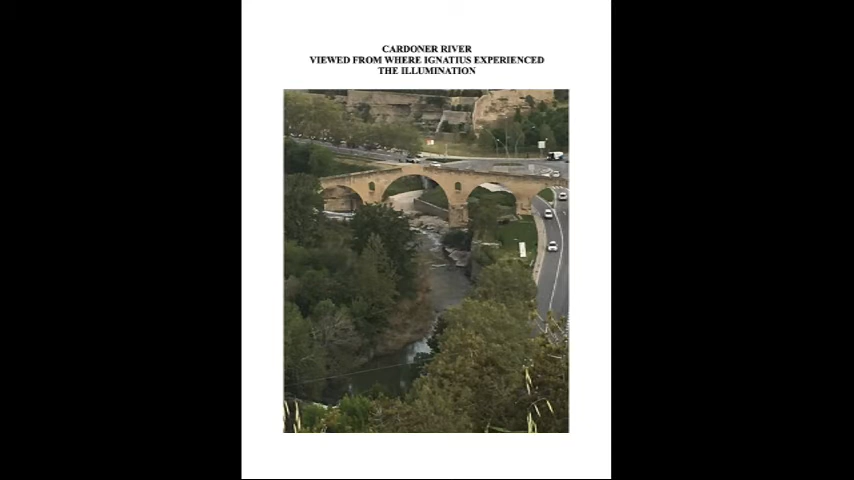 CARDONER RIVER
VIEWED FROM WHERE IGNATIUS EXPERIENCED
THE ILLUMINATION